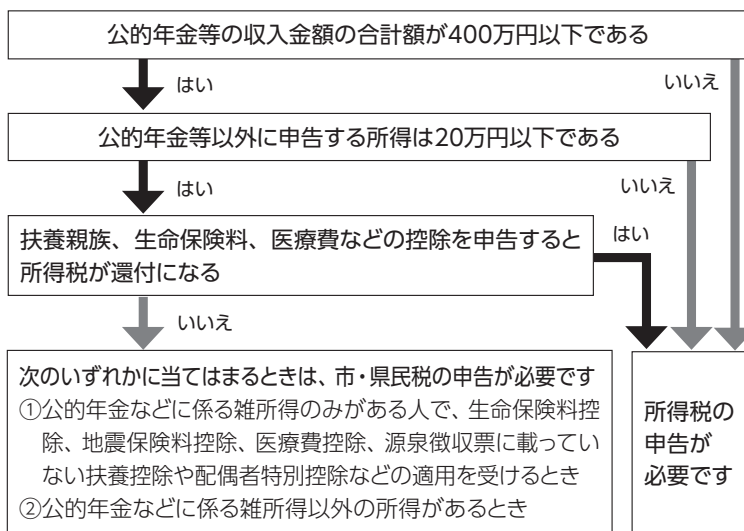 公的年金等の収入金額の合計額が400万円以下である
はい
いいえ
公的年金等以外に申告する所得は20万円以下である
はい
いいえ
扶養親族、生命保険料、医療費などの控除を申告すると
所得税が還付になる
はい
いいえ
次のいずれかに当てはまるときは、市・県民税の申告が必要です
①公的年金などに係る雑所得のみがある人で、生命保険料控
除、地震保険料控除、医療費控除、源泉徴収票に載ってい
ない扶養控除や配偶者特別控除などの適用を受けるとき
②公的年金などに係る雑所得以外の所得があるとき
所得税の
申告が
必要です